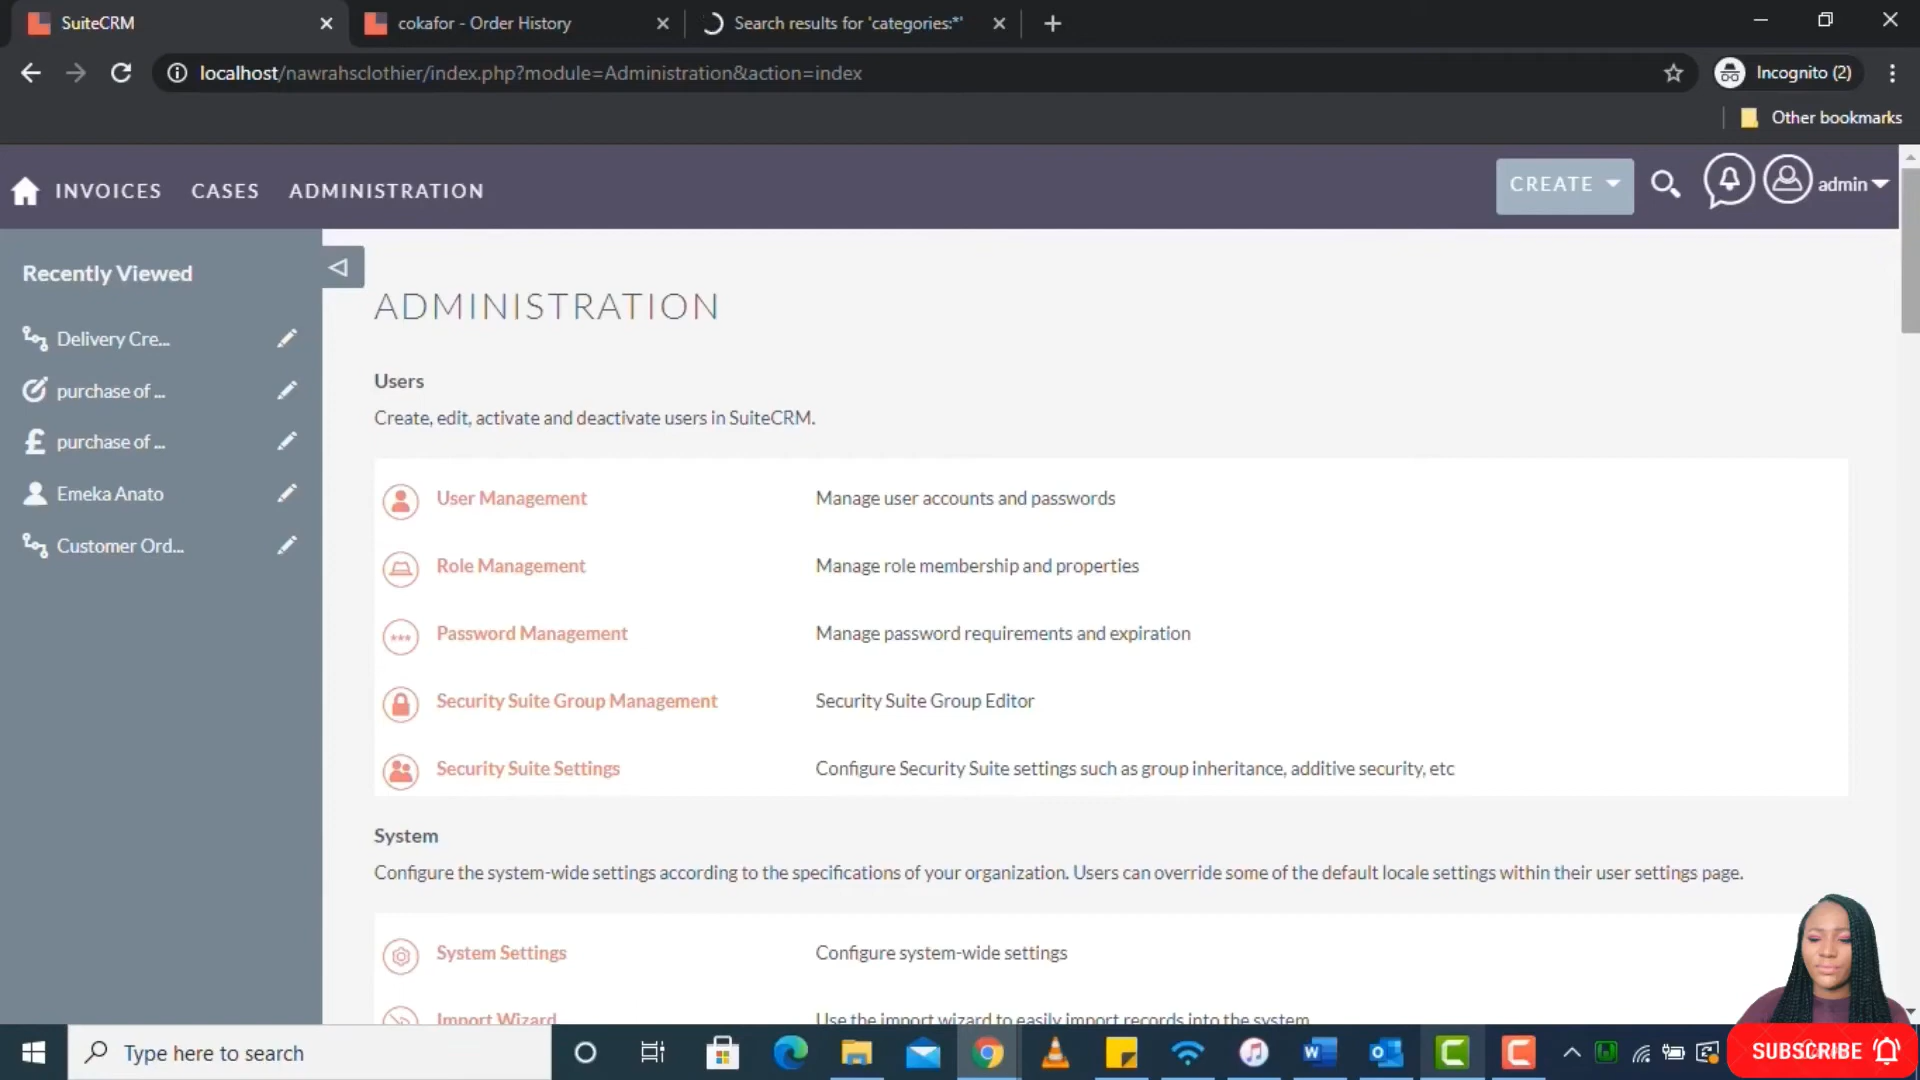 SuiteCRM
cokafor - Order History
Search results for 'categories:*'
localhost/nawrahsclothier/index.php?module=Administration&action=index
Incognito (2)
Other bookmarks
INVOICES CASES ADMINISTRATION
CREATE
admin
Recently Viewed
Delivery Cre...
purchase of ...
purchase of ...
Emeka Anato
Customer Ord...
ADMINISTRATION
Users
Create, edit, activate and deactivate users in SuiteCRM.
User Management Manage user accounts and passwords
Role Management Manage role membership and properties
Password Management Manage password requirements and expiration
Security Suite Group Management Security Suite Group Editor
Security Suite Settings Configure Security Suite settings such as group inheritance, additive security, etc
System
Configure the system-wide settings according to the specifications of your organization. Users can override some of the default locale settings within their user settings page.
System Settings Configure system-wide settings
Import Wizard Use the import wizard to easily import records into the system
Type here to search
SUBSCRIBE